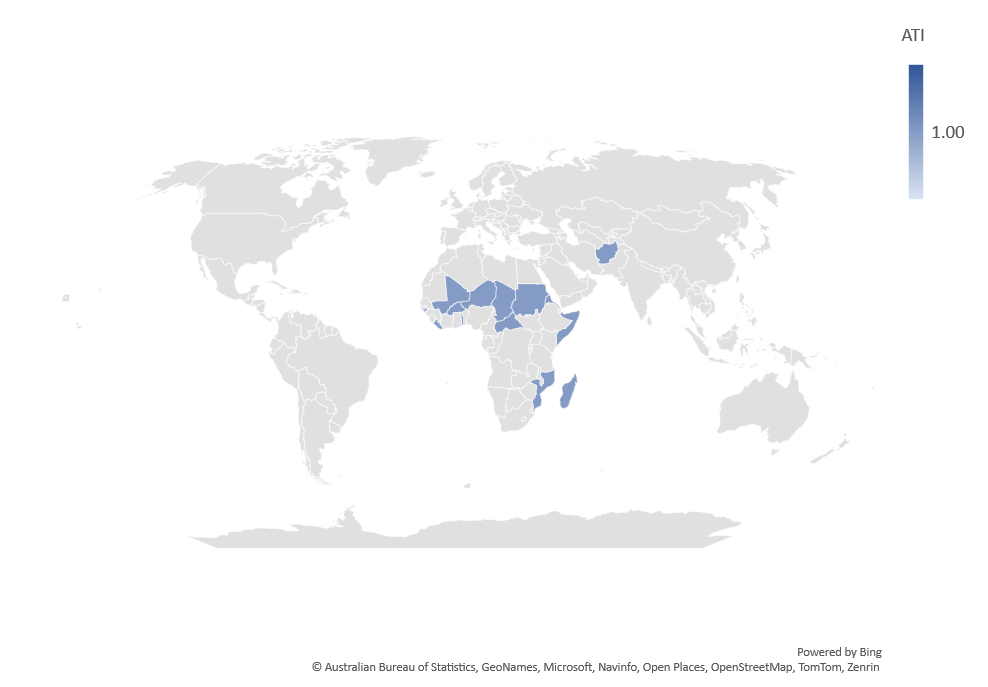 ATI
1.00
Powered by Bing
© Australian Bureau of Statistics, GeoNames, Microsoft, Navinfo, Open Places, OpenStreetMap, TomTom, Zenrin